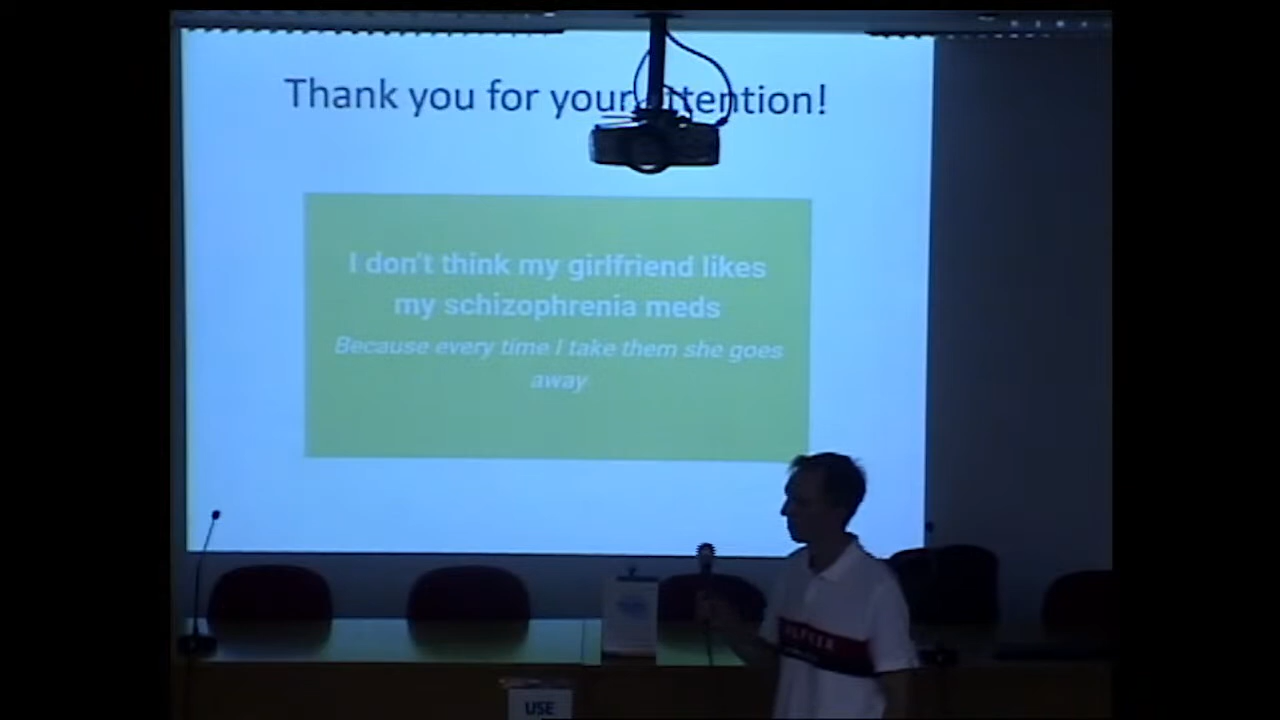 Thank you for your attention!
I don't think my girlfriend likes
my schizophrenia meds
Because every time I take them she goes
away
USE